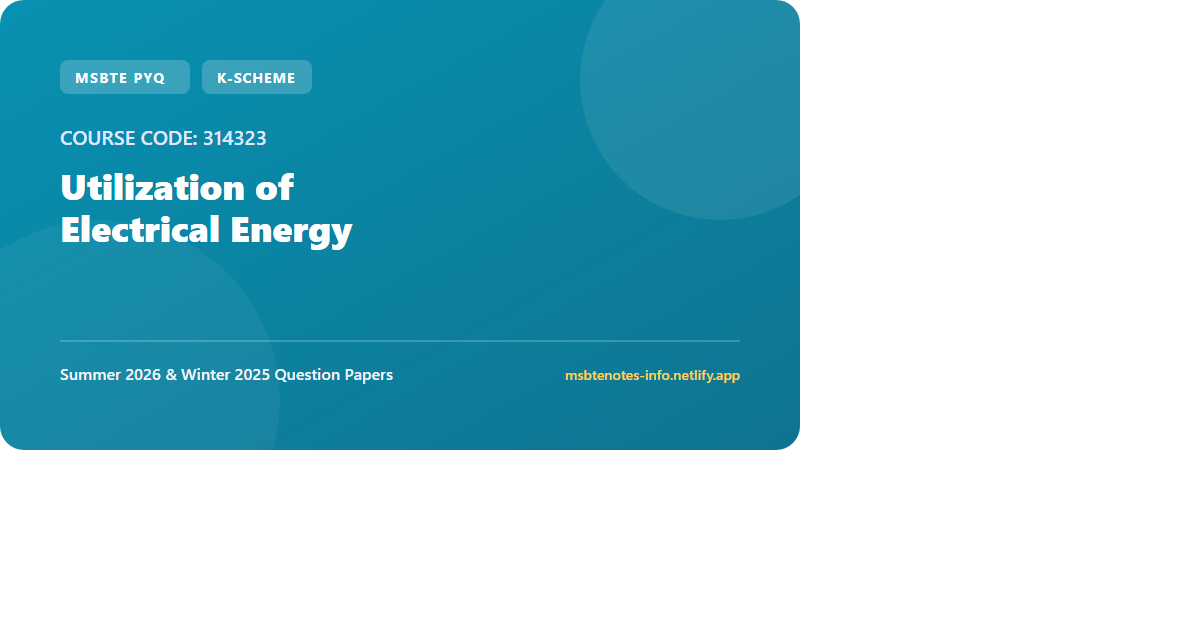 MSBTE PYQ K-SCHEME
COURSE CODE: 314323
Utilization of
Electrical Energy
Summer 2026 & Winter 2025 Question Papers msbtenotes-info.netlify.app